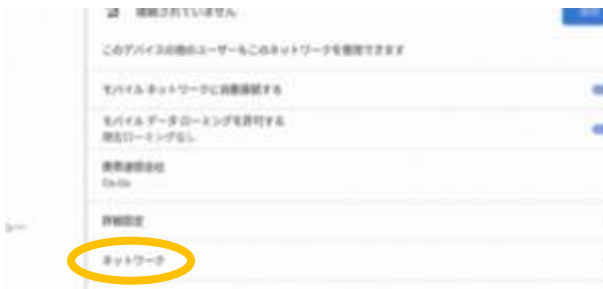 接続されていません
このデバイスの他のユーザーもこのネットワークを使用できます
モバイル ネットワークに自動接続する
モバイル データ ローミングを許可する
現在ローミングなし
携帯通信会社
詳細設定
ネットワーク